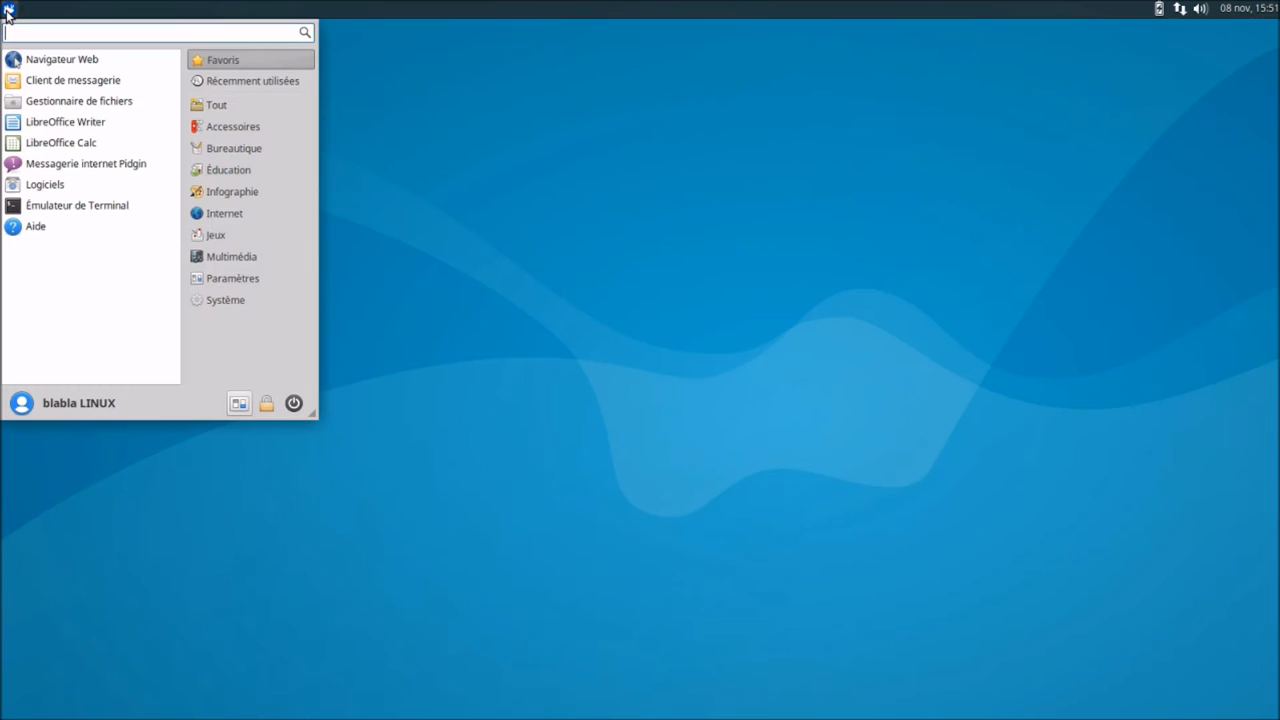 08 nov, 15:51
Navigateur Web
Client de messagerie
Gestionnaire de fichiers
LibreOffice Writer
LibreOffice Calc
Messagerie internet Pidgin
Logiciels
Émulateur de Terminal
Aide
Favoris
Récemment utilisées
Tout
Accessoires
Bureautique
Éducation
Infographie
Internet
Jeux
Multimédia
Paramètres
Système
blabla LINUX